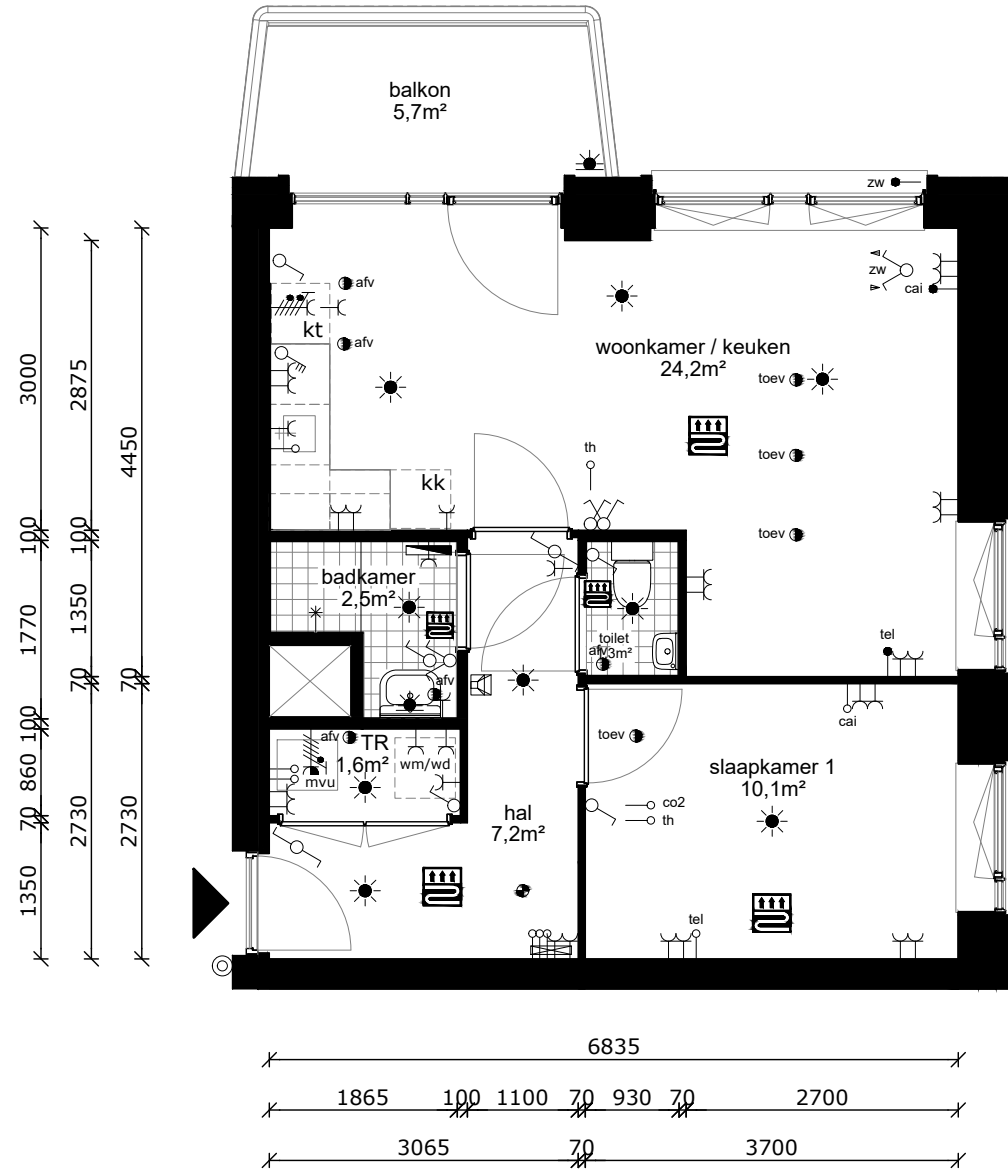 balkon
5,7m²
zw
zw
cai
afv
kt
afv
woonkamer / keuken
24,2m²
toev
toev
th
kk
toev
badkamer
2,5m²
tel
toilet
afv
3m²
afv
cai
afv
TR
1,6m²
wm/wd
mvu
toev
slaapkamer 1
10,1m²
co2
th
hal
7,2m²
tel
3000
100
1770
100
860
70
1350
2875
100
1350
70
2730
4450
70
2730
6835
1865
100
1100
70
930
70
2700
3065
70
3700